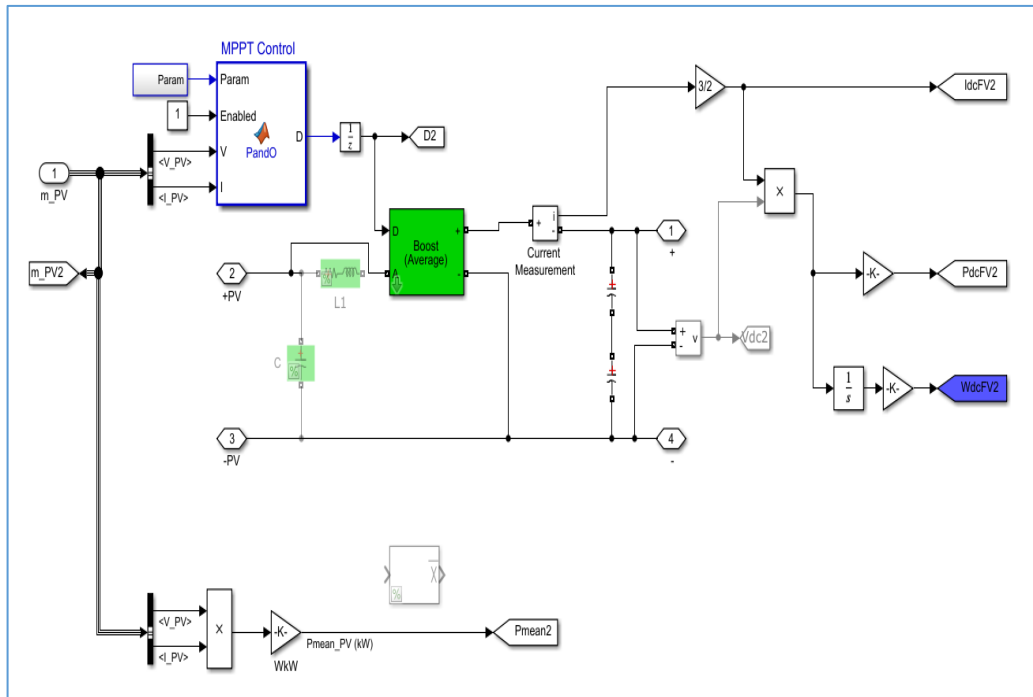 MPPT Control
Param
Param
1
Enabled
D
1
z
D2
3/2
IdcFV2
PandO
<V_PV>
V
<I_PV>
I
1
m_PV
m_PV2
D
Boost
(Average)
+
-
A
+
i
-
Current
Measurement
1
+
X
2
+PV
%
L1
-K-
PdcFV2
C
+
%
+
+
+
-
v
Vdc2
1
s
-K-
WdcFV2
3
-PV
4
-
%
X
<V_PV>
<I_PV>
X
-K-
WkW
Pmean_PV (kW)
Pmean2